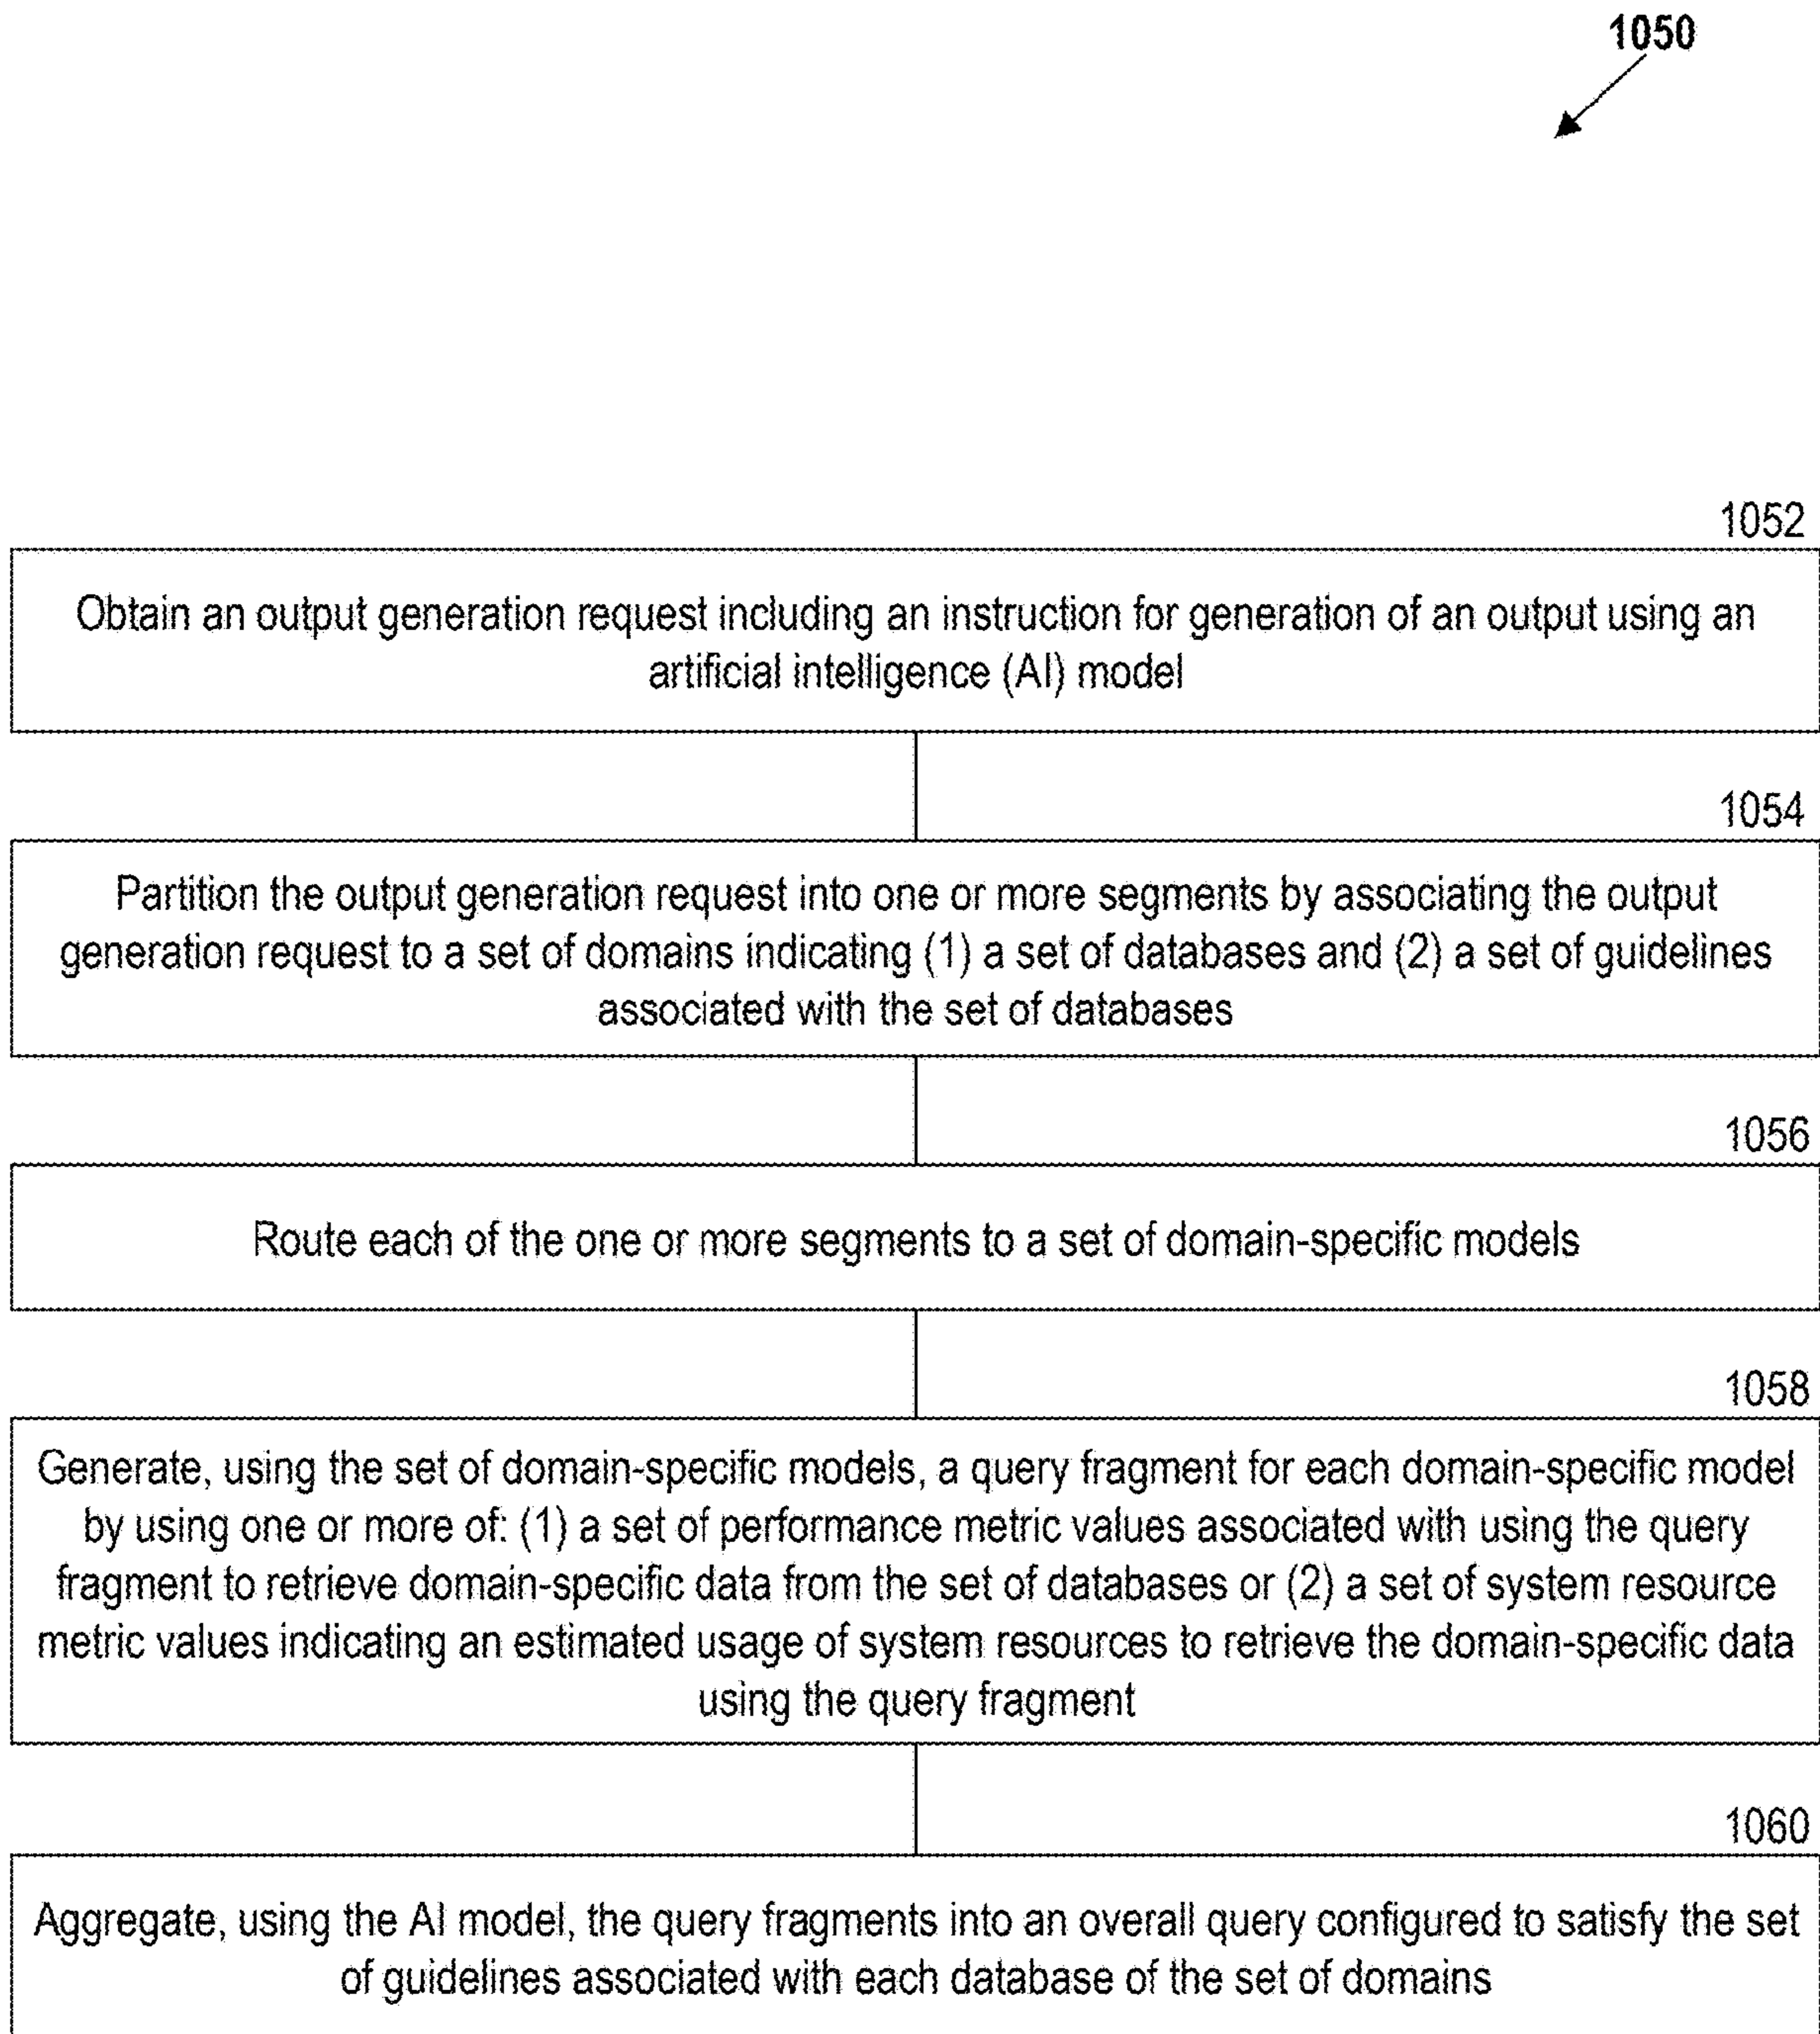 1050
1052
Obtain an output generation request including an instruction for generation of an output using an
artificial intelligence (AI) model
1054
Partition the output generation request into one or more segments by associating the output
generation request to a set of domains indicating (1) a set of databases and (2) a set of guidelines
associated with the set of databases
1056
Route each of the one or more segments to a set of domain-specific models
1058
Generate, using the set of domain-specific models, a query fragment for each domain-specific model
by using one or more of: (1) a set of performance metric values associated with using the query
fragment to retrieve domain-specific data from the set of databases or (2) a set of system resource
metric values indicating an estimated usage of system resources to retrieve the domain-specific data
using the query fragment
1060
Aggregate, using the AI model, the query fragments into an overall query configured to satisfy the set
of guidelines associated with each database of the set of domains